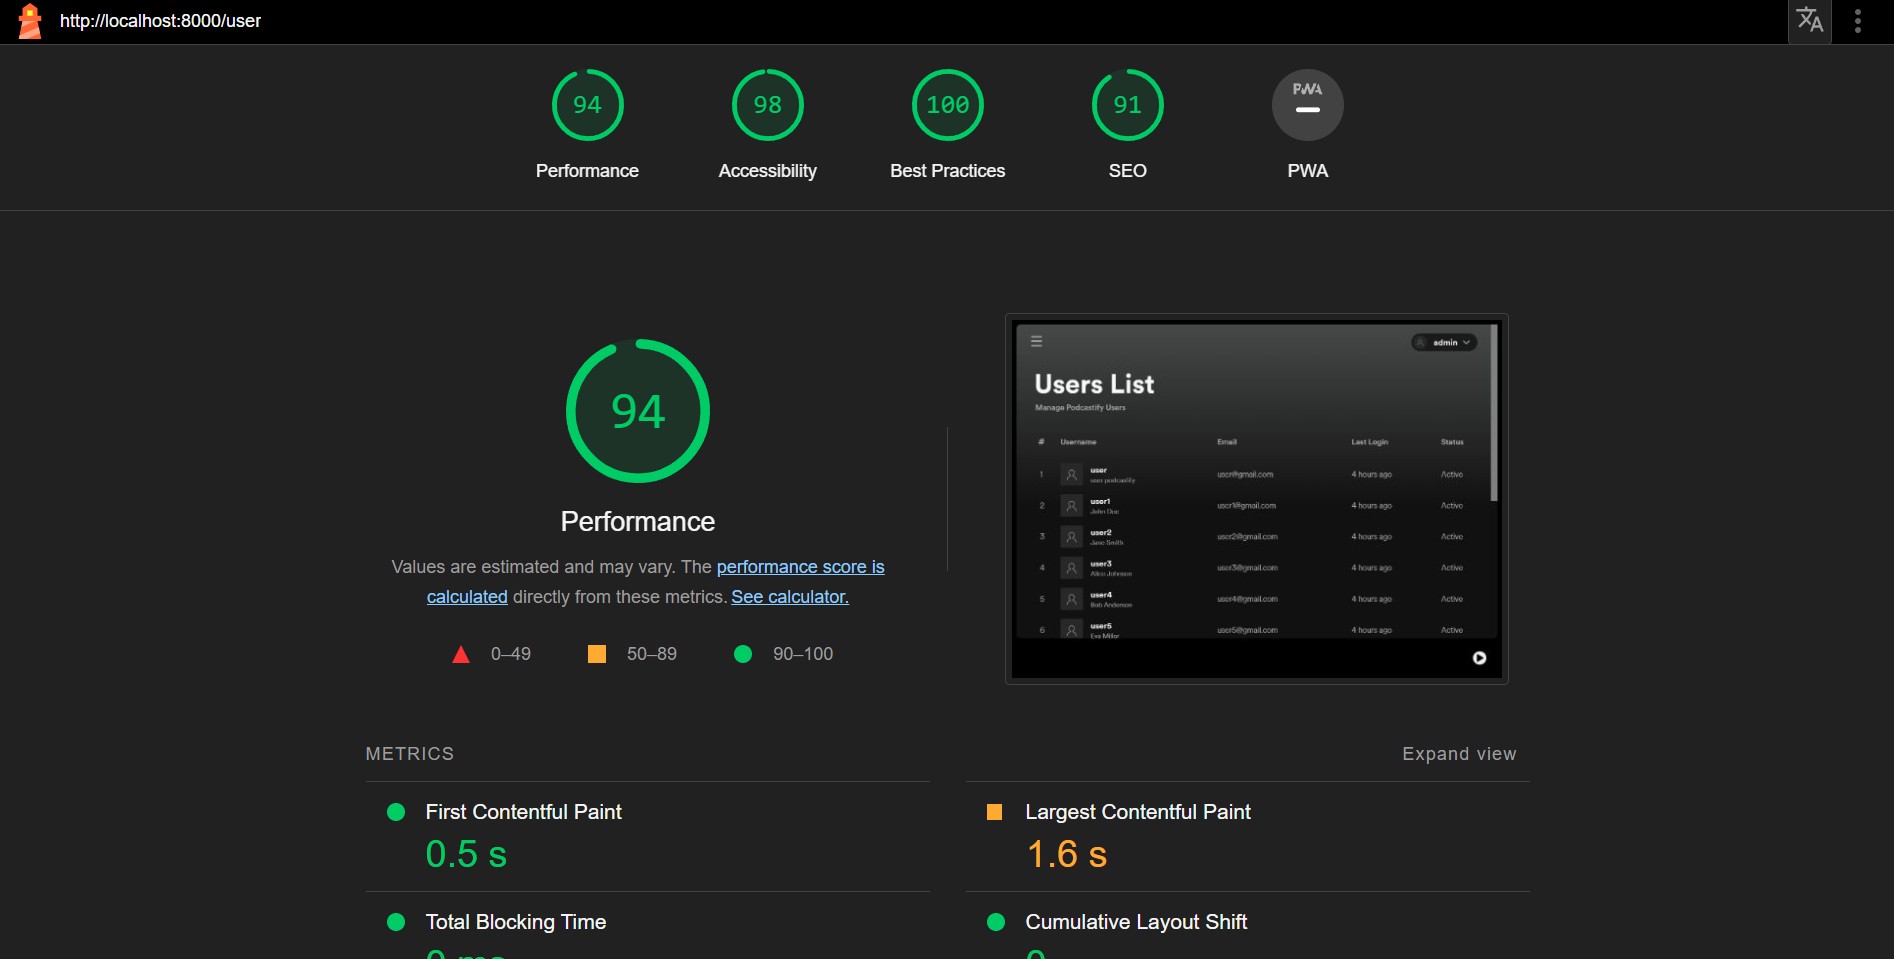 http://localhost:8000/user
94
98
100
91
PWA
Performance
Accessibility
Best Practices
SEO
PWA
94
Performance
Values are estimated and may vary. The performance score is
calculated directly from these metrics. See calculator.
0–49
50–89
90–100
admin
Users List
Manage Podcastify Users
# Username Email Last Login Status
1 user user@gmail.com 4 hours ago Active
user podcastify
2 user1 user1@gmail.com 4 hours ago Active
John Doe
3 user2 user2@gmail.com 4 hours ago Active
Jane Smith
4 user3 user3@gmail.com 4 hours ago Active
Alice Johnson
5 user4 user4@gmail.com 4 hours ago Active
Bob Anderson
6 user5 user5@gmail.com 4 hours ago Active
Eva Miller
METRICS
Expand view
First Contentful Paint
0.5 s
Largest Contentful Paint
1.6 s
Total Blocking Time
Cumulative Layout Shift